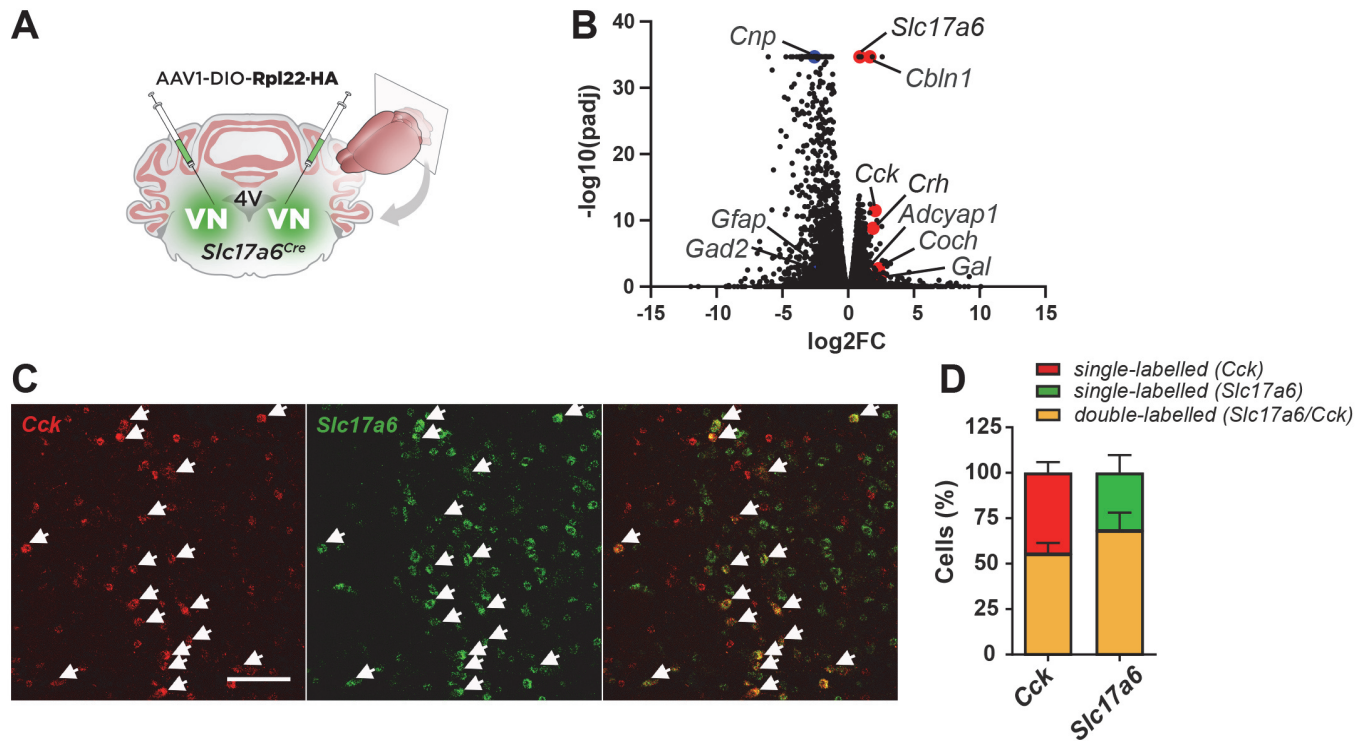 A
AAV1-DIO-Rpl22-HA
4V
VN VN
Slc17a6Cre
B
40
30
20
10
0
-log10(padj)
-15 -10 -5 0 5 10 15
log2FC
Cnp
Slc17a6
Cbln1
Cck
Crh
Adcyap1
Coch
Gal
Gfap
Gad2
C
Cck
Slc17a6
D
single-labelled (Cck)
single-labelled (Slc17a6)
double-labelled (Slc17a6/Cck)
125
100
75
50
25
0
Cells (%)
Cck
Slc17a6